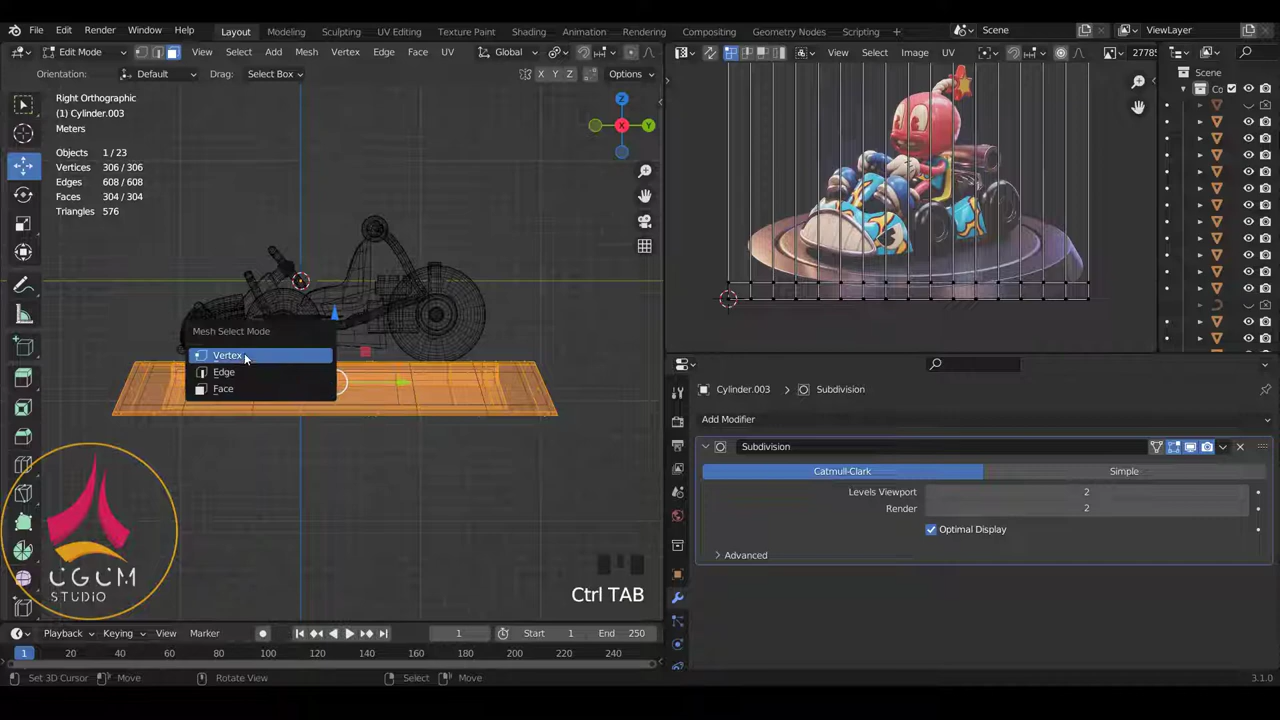 File Edit Render Window Help Layout Modeling Sculpting UV Editing Texture Paint Shading Animation Rendering Compositing Geometry Nodes Scripting Scene ViewLayer
Edit Mode View Select Add Mesh Vertex Edge Face UV Global View Select Image UV 27785
Orientation: Default Drag: Select Box X Y Z Options
Right Orthographic
(1) Cylinder.003
Meters
Objects 1 / 23
Vertices 306 / 306
Edges 608 / 608
Faces 304 / 304
Triangles 576
Z
X
Y
Scene
Co
Mesh Select Mode
Vertex
Edge
Face
Cylinder.003 Subdivision
Add Modifier
Subdivision
Catmull-Clark Simple
Levels Viewport 2
Render 2
Optimal Display
Advanced
CGCM
STUDIO
Ctrl TAB
Playback Keying View Marker 1 Start 1 End 250
1 20 40 60 80 100 120 140 160 180 200 220 240
Set 3D Cursor Move Rotate View Select Move 3.1.0